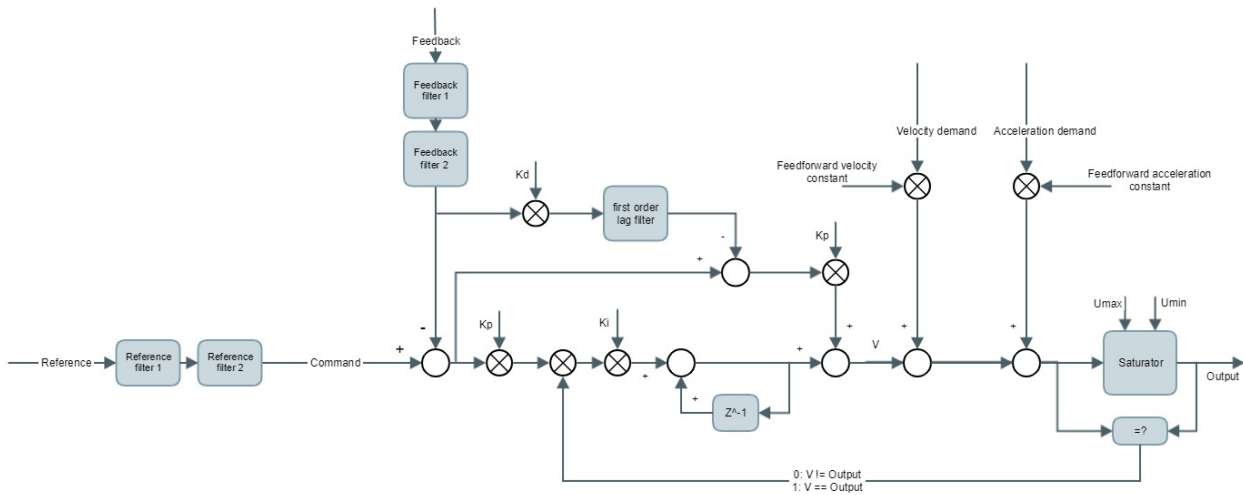 Feedback
Feedback
filter 1
Feedback
filter 2
Velocity demand
Acceleration demand
Kd
Feedforward velocity
constant
Feedforward acceleration
constant
first order
lag filter
-
Kp
+
Umax
Umin
-
Kp
Ki
+
+
+
V
+
+
Reference
Reference
filter 1
Reference
filter 2
Command
Saturator
Output
+
+
Z^-1
=?
0: V != Output
1: V == Output